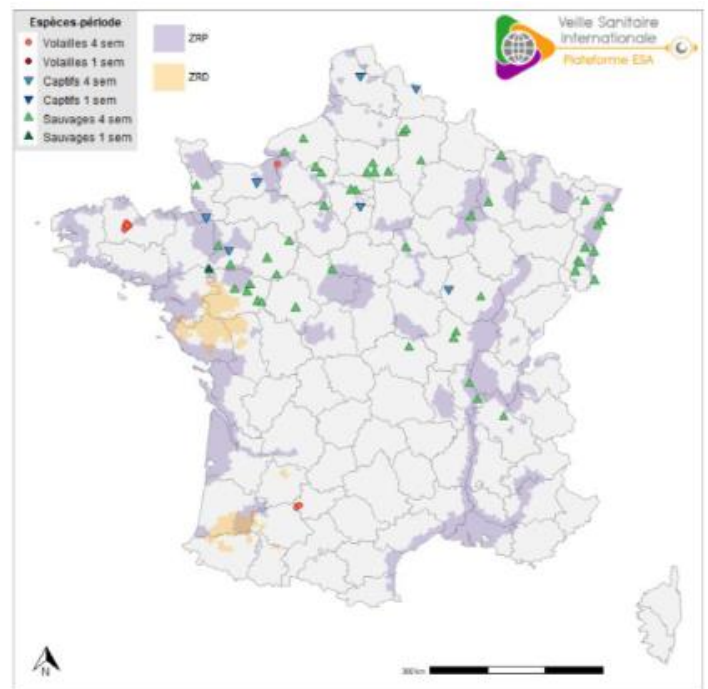 Espèces-période
Volailles 4 sem
Volailles 1 sem
Captifs 4 sem
Captifs 1 sem
Sauvages 4 sem
Sauvages 1 sem
ZRP
ZRD
Veille Sanitaire
Internationale
Plateforme ESA
N